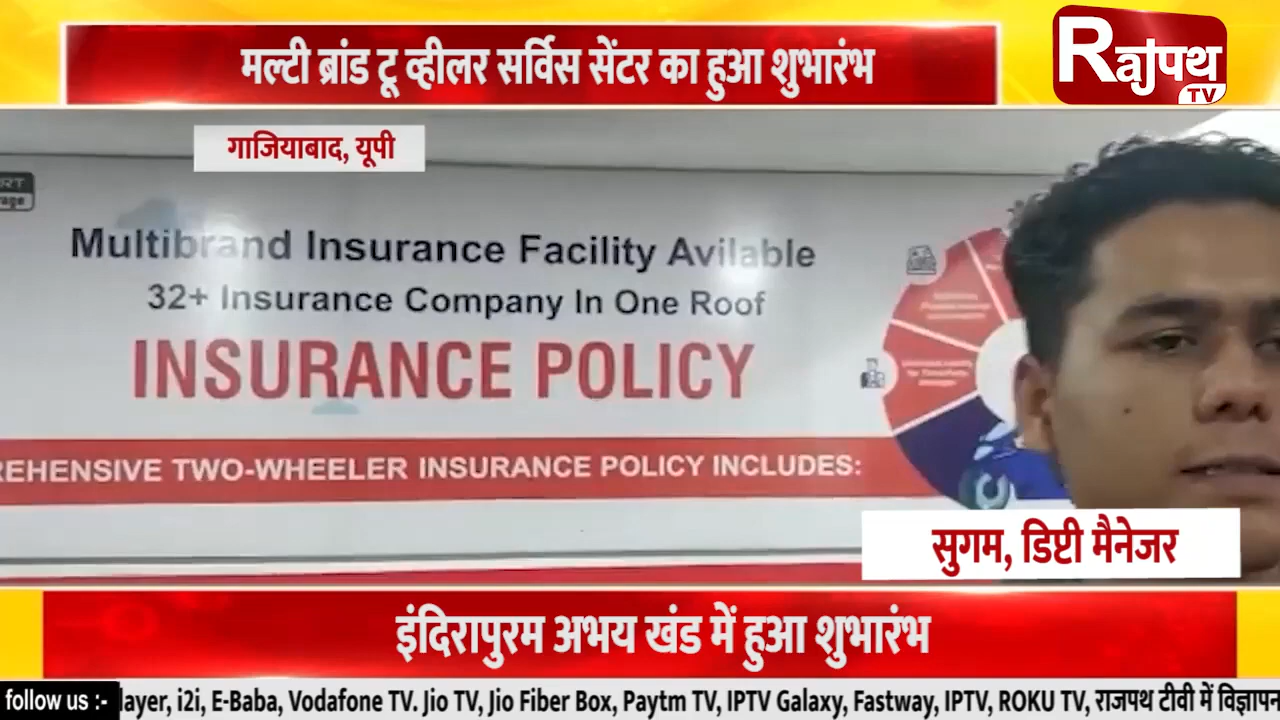 मल्टी ब्रांड टू व्हीलर सर्विस सेंटर का हुआ शुभारंभ
Rajpथ
TV
गाजियाबाद, यूपी
Multibrand Insurance Facility Avilable
32+ Insurance Company In One Roof
INSURANCE POLICY
REHENSIVE TWO-WHEELER INSURANCE POLICY INCLUDES:
सुगम, डिप्टी मैनेजर
इंदिरापुरम अभय खंड में हुआ शुभारंभ
follow us :- layer, i2i, E-Baba, Vodafone TV. Jio TV, Jio Fiber Box, Paytm TV, IPTV Galaxy, Fastway, IPTV, ROKU TV, राजपथ टीवी में विज्ञापन